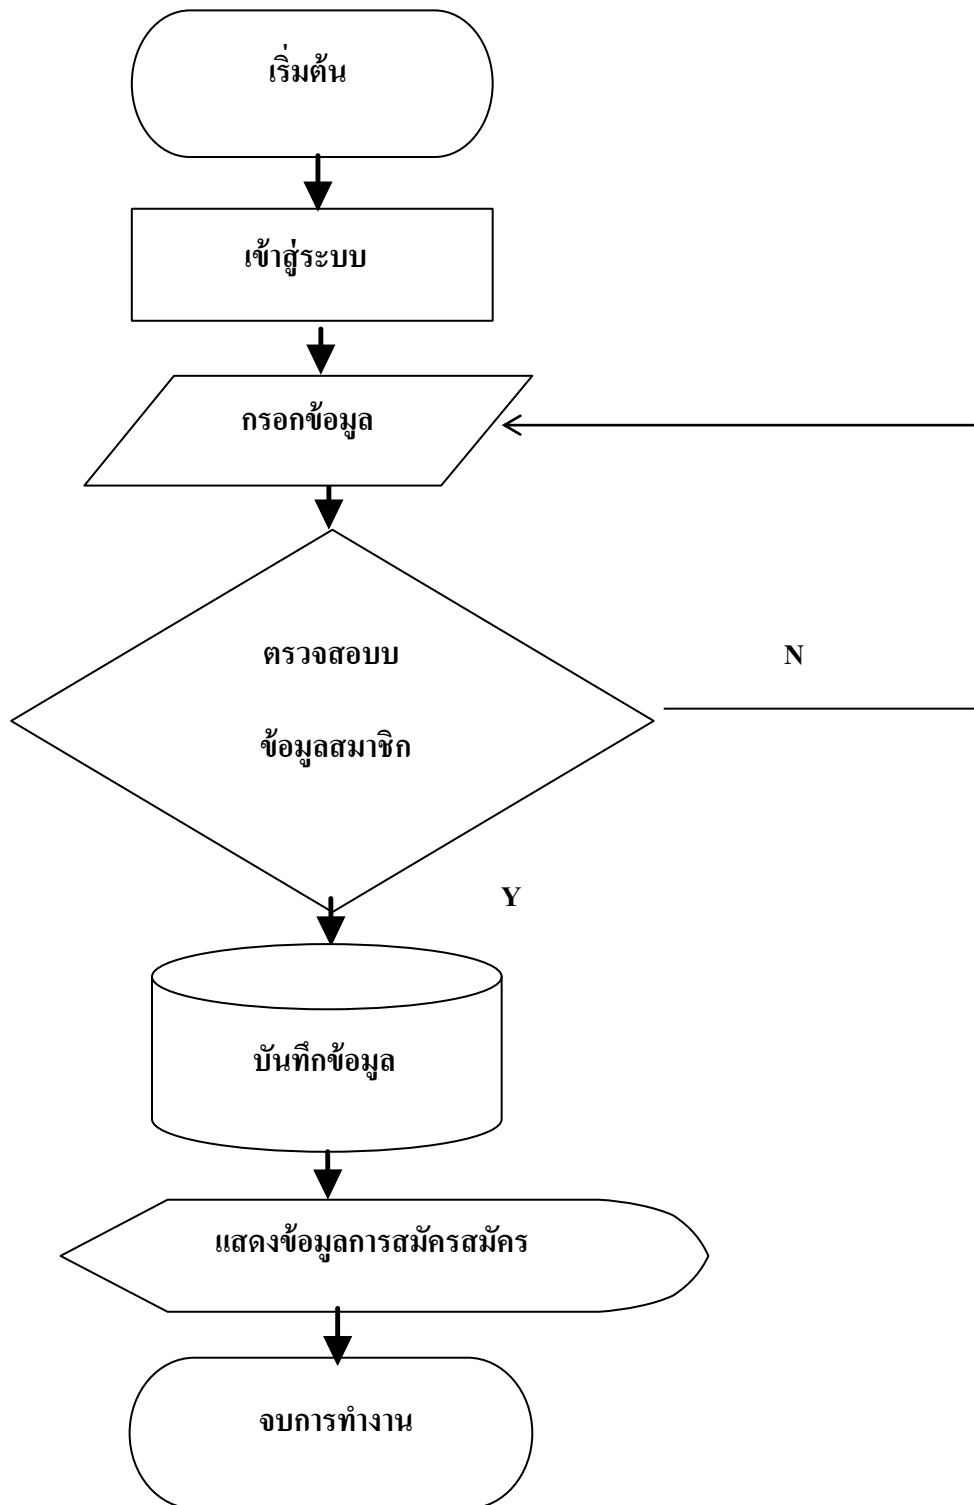 เริ่มต้น
เข้าสู่ระบบ
กรอกข้อมูล
ตรวจสอบบ
N
ข้อมูลสมาชิก
Y
บันทึกข้อมูล
แสดงข้อมูลการสมัครสมัคร
จบการทำงาน